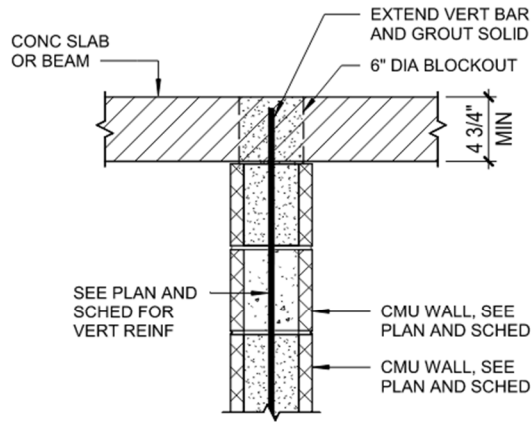 EXTEND VERT BAR
AND GROUT SOLID
CONC SLAB
OR BEAM
6" DIA BLOCKOUT
4 3/4"
MIN
SEE PLAN AND
SCHED FOR
VERT REINF
CMU WALL, SEE
PLAN AND SCHED
CMU WALL, SEE
PLAN AND SCHED